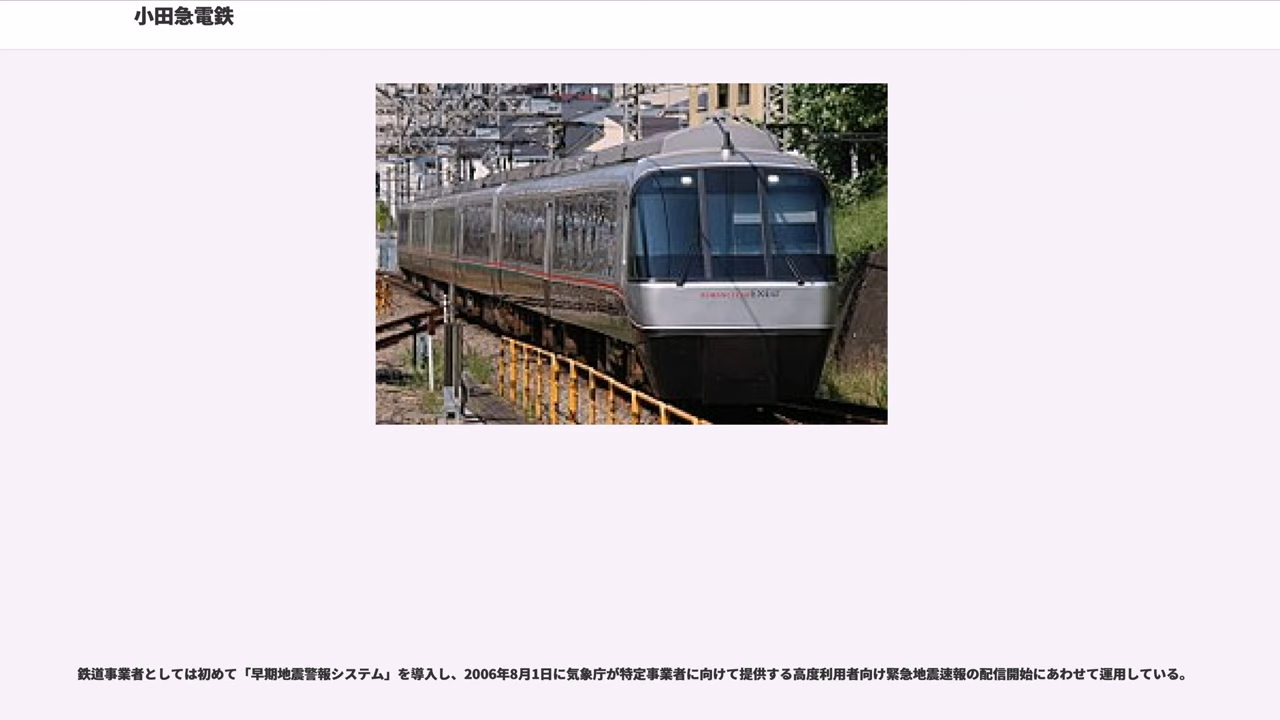 小田急電鉄
鉄道事業者としては初めて「早期地震警報システム」を導入し、2006年8月1日に気象庁が特定事業者に向けて提供する高度利用者向け緊急地震速報の配信開始にあわせて運用している。